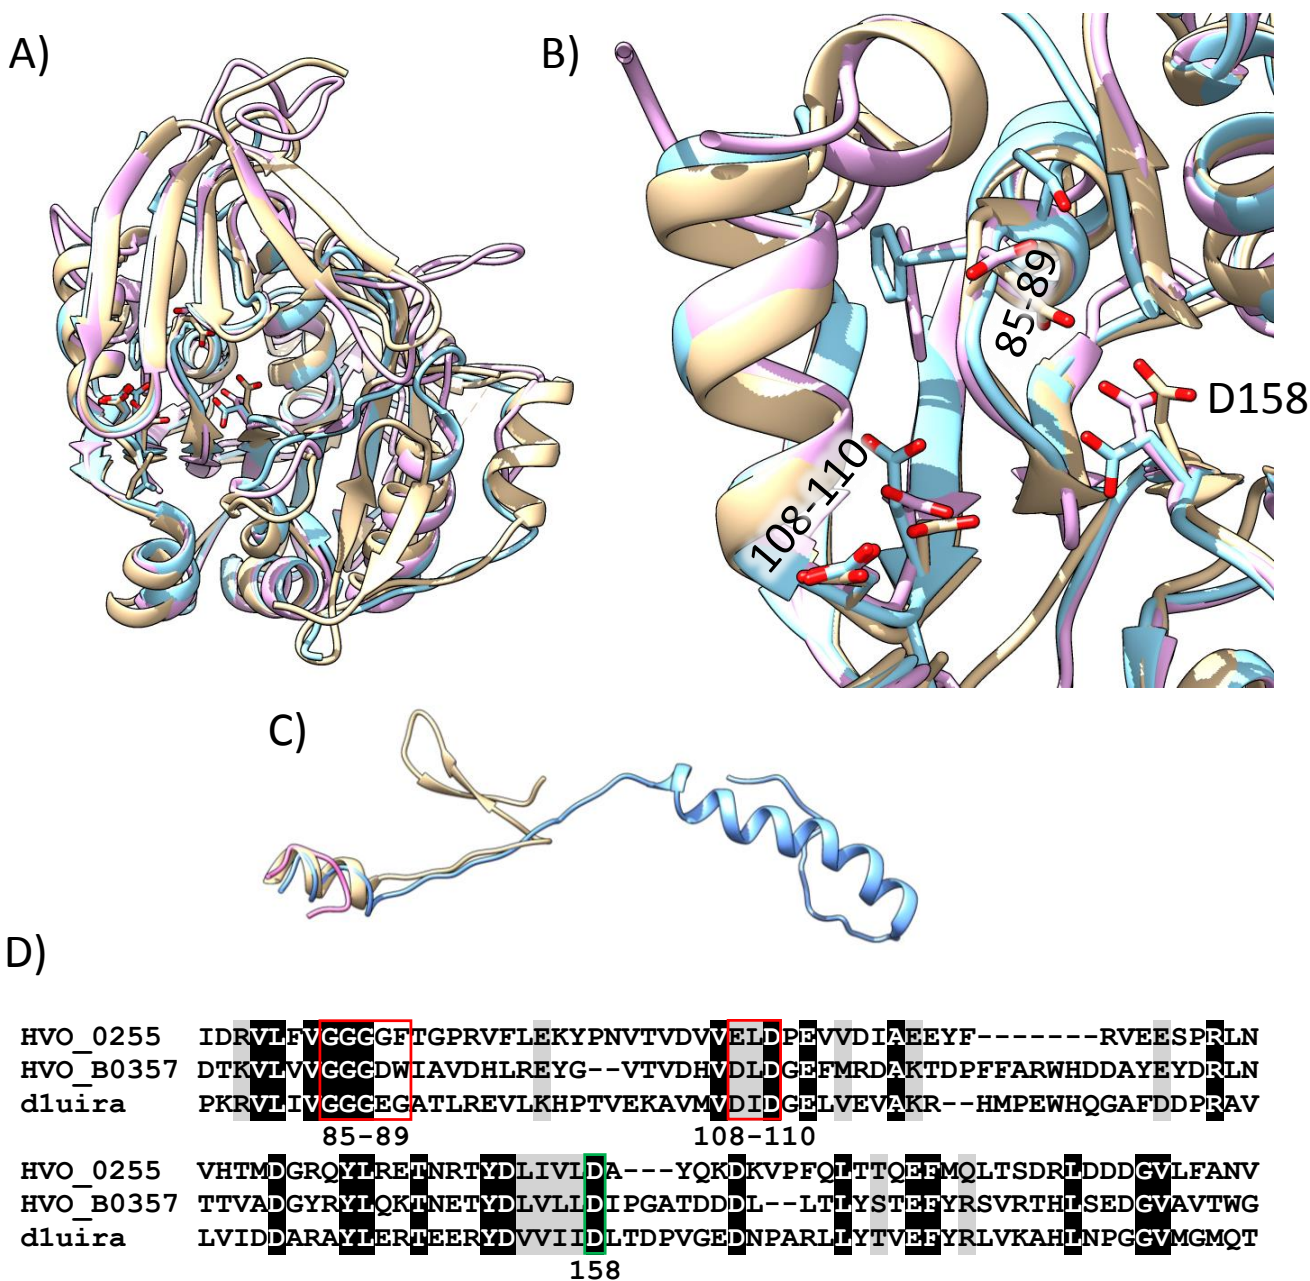 A)
B)
85-89
D158
108-110
C)
D)
HVO_0255 IDRVLFVGGGGFTGPRVFLEKYPNVTVDVVELDPEVVDIAEEYF-------RVEESPRLN
HVO_B0357 DTKVLVVGGGDWIAVDHLREYG--VTVDHVDLDGEFMRDAKTDPFFARWHDDAYEYDRLN
d1uira PKRVLIVGGGEGATLREVLKHPTVEKAVMVDIDGELVEVAKR--HMPEWHQGAFDDPRAV
85-89 108-110
HVO_0255 VHTMDGRQYLRETNRTYDLIVLDA---YQKDKVPFQLTTQEFMQLTSDRLDDDGVLFANV
HVO_B0357 TTVADGYRYLQKTNETYDLVLLDIPGATDDDL--LTLYSTEFYRSVRTHLSEDGVAVTWG
d1uira LVIDDARAYLERTEERYDVVIIDLTDPVGEDNPARLLYTVEFYRLVKAHLNPGGVMGMQT
158